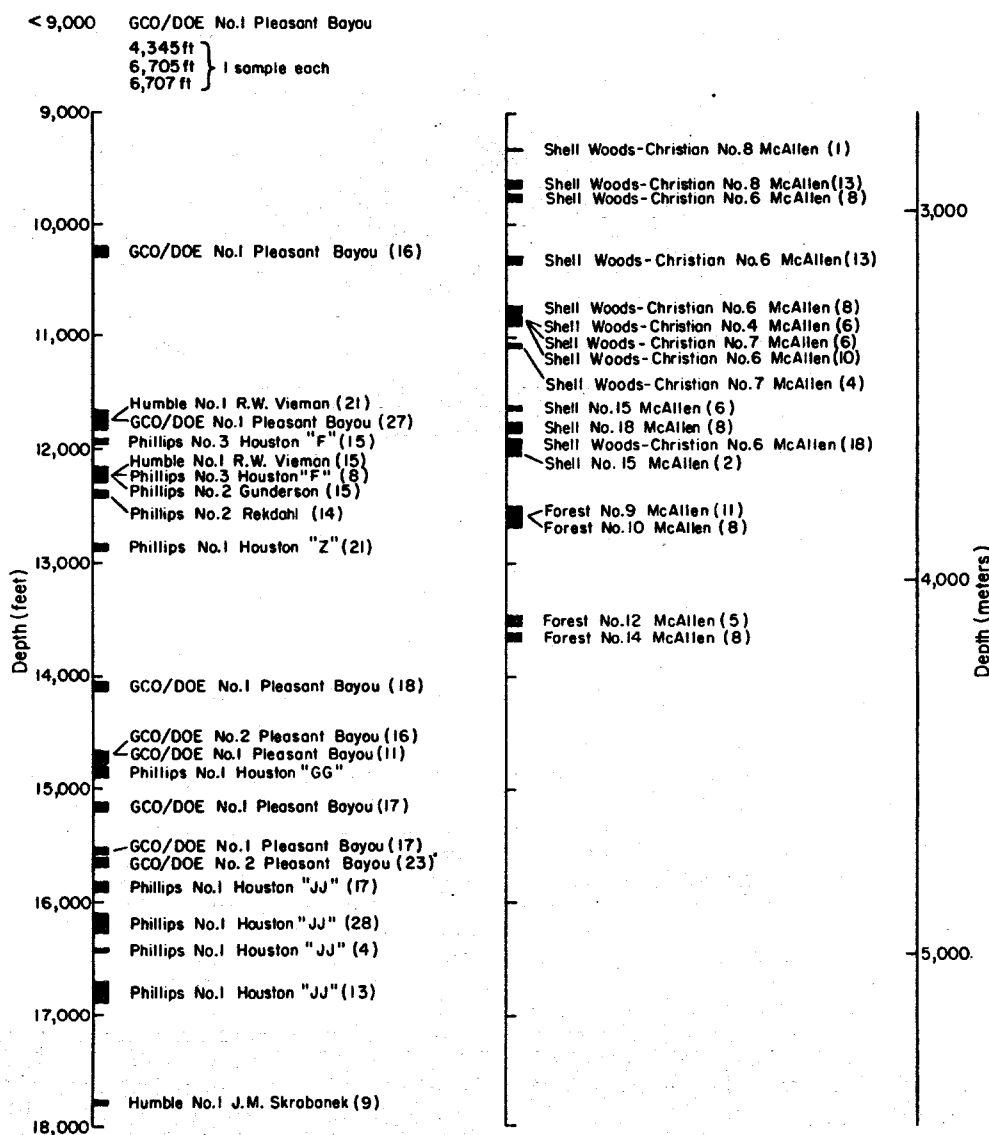 < 9,000 GCO/DOE No.1 Pleasant Bayou
4,345 ft
6,705 ft } 1 sample each
6,707 ft
9,000
10,000
11,000
12,000
13,000
14,000
15,000
16,000
17,000
18,000
Depth (feet)
GCO/DOE No.1 Pleasant Bayou (16)
Humble No.1 R.W. Vieman (21)
GCO/DOE No.1 Pleasant Bayou (27)
Phillips No.3 Houston "F" (15)
Humble No.1 R.W. Vieman (15)
Phillips No.3 Houston "F" (8)
Phillips No.2 Gunderson (15)
Phillips No.2 Rekdahl (14)
Phillips No.1 Houston "Z" (21)
GCO/DOE No.1 Pleasant Bayou (18)
GCO/DOE No.2 Pleasant Bayou (16)
GCO/DOE No.1 Pleasant Bayou (11)
Phillips No.1 Houston "GG"
GCO/DOE No.1 Pleasant Bayou (17)
GCO/DOE No.1 Pleasant Bayou (17)
GCO/DOE No.2 Pleasant Bayou (23)
Phillips No.1 Houston "JJ" (17)
Phillips No.1 Houston "JJ" (28)
Phillips No.1 Houston "JJ" (4)
Phillips No.1 Houston "JJ" (13)
Humble No.1 J.M. Skrabanek (9)
Shell Woods-Christian No.8 McAllen (1)
Shell Woods-Christian No.8 McAllen (13)
Shell Woods-Christian No.6 McAllen (8)
Shell Woods-Christian No.6 McAllen (13)
Shell Woods-Christian No.6 McAllen (8)
Shell Woods-Christian No.4 McAllen (6)
Shell Woods-Christian No.7 McAllen (6)
Shell Woods-Christian No.6 McAllen (10)
Shell Woods-Christian No.7 McAllen (4)
Shell No.15 McAllen (6)
Shell No.18 McAllen (8)
Shell Woods-Christian No.6 McAllen (18)
Shell No.15 McAllen (2)
Forest No.9 McAllen (11)
Forest No.10 McAllen (8)
Forest No.12 McAllen (5)
Forest No.14 McAllen (8)
3,000
4,000
5,000
Depth (meters)